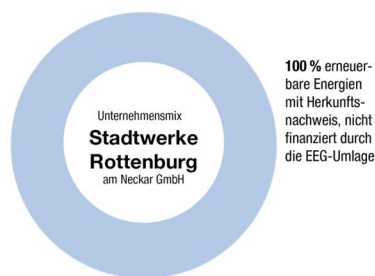 Unternehmensmix
Stadtwerke
Rottenburg
am Neckar GmbH
100 % erneuer-
bare Energien
mit Herkunfts-
nachweis, nicht
finanziert durch
die EEG-Umlage